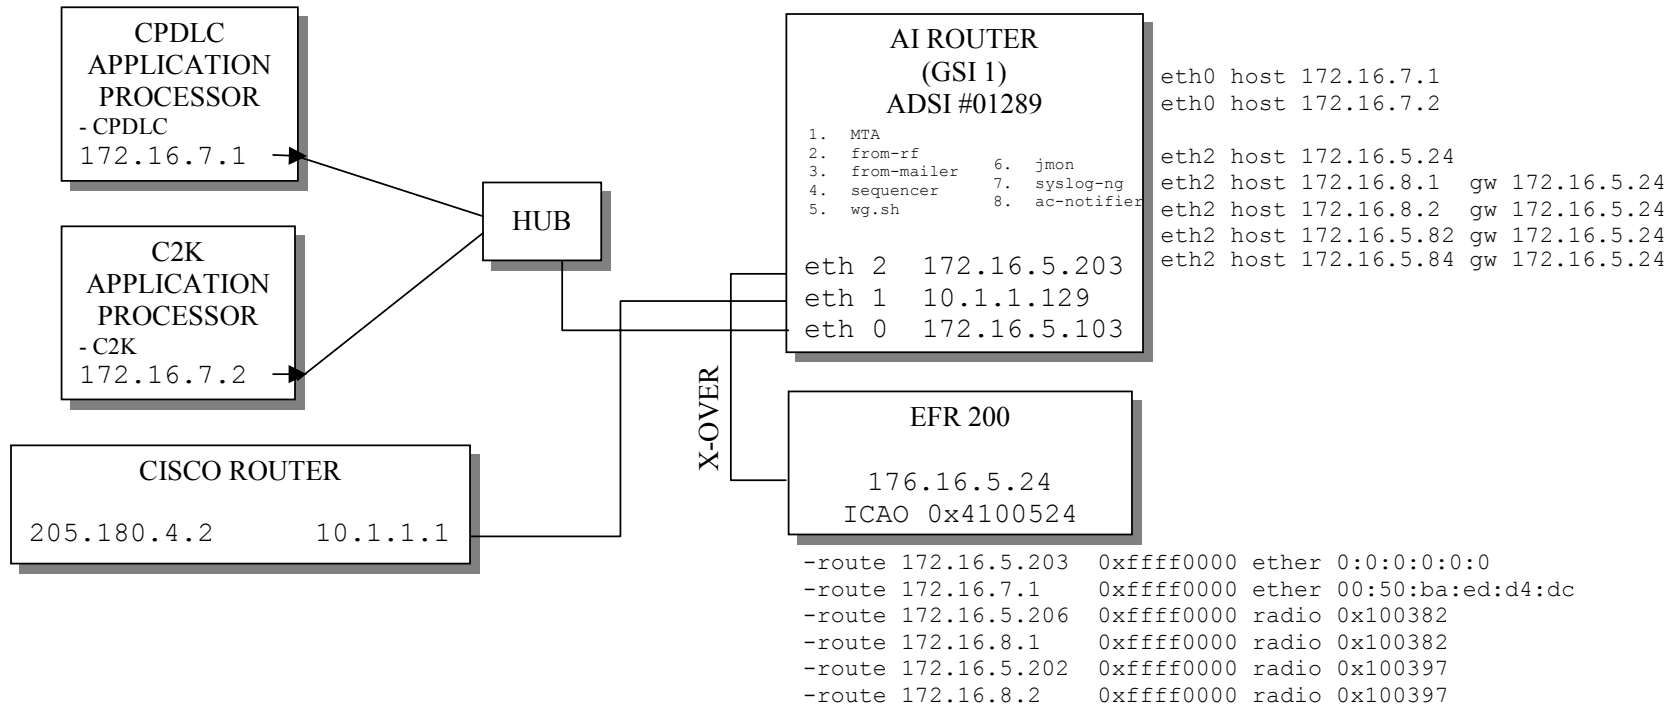 CPDLC
APPLICATION
PROCESSOR
- CPDLC
172.16.7.1
C2K
APPLICATION
PROCESSOR
- C2K
172.16.7.2
HUB
CISCO ROUTER
205.180.4.2 10.1.1.1
AI ROUTER
(GSI 1)
ADSI #01289
1. MTA
2. from-rf
3. from-mailer
4. sequencer
5. wg.sh
6. jmon
7. syslog-ng
8. ac-notifier
eth 2 172.16.5.203
eth 1 10.1.1.129
eth 0 172.16.5.103
eth0 host 172.16.7.1
eth0 host 172.16.7.2
eth2 host 172.16.5.24
eth2 host 172.16.8.1 gw 172.16.5.24
eth2 host 172.16.8.2 gw 172.16.5.24
eth2 host 172.16.5.82 gw 172.16.5.24
eth2 host 172.16.5.84 gw 172.16.5.24
X-OVER
EFR 200
176.16.5.24
ICAO 0x4100524
-route 172.16.5.203 0xffff0000 ether 0:0:0:0:0:0
-route 172.16.7.1 0xffff0000 ether 00:50:ba:ed:d4:dc
-route 172.16.5.206 0xffff0000 radio 0x100382
-route 172.16.8.1 0xffff0000 radio 0x100382
-route 172.16.5.202 0xffff0000 radio 0x100397
-route 172.16.8.2 0xffff0000 radio 0x100397